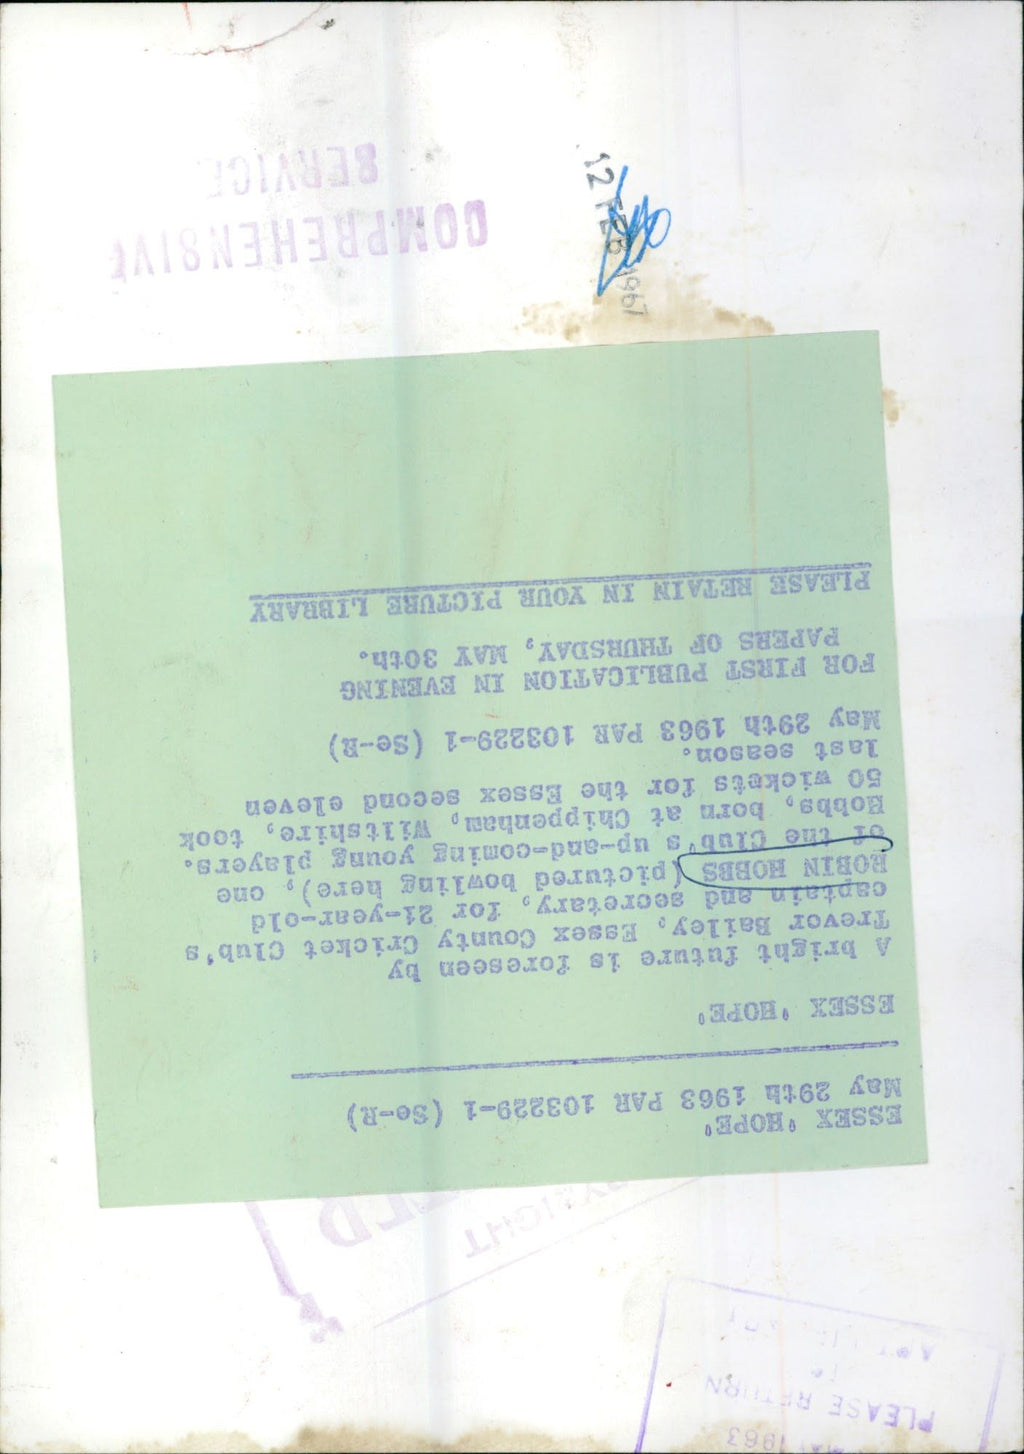 ESSEX 'HOPE'
May 29th 1963 PAR 103229-1 (Se-R)
ESSEX 'HOPE'
A bright future is foreseen by
Trevor Bailey, Essex County Cricket Club's
captain and secretary, for 21-year-old
ROBIN HOBBS (pictured bowling here), one
of the Club's up-and-coming young players.
Hobbs, born at Chippenham, Wiltshire, took
50 wickets for the Essex second eleven
last season.
May 29th 1963 PAR 103229-1 (Se-R)
FOR FIRST PUBLICATION IN EVENING
PAPERS OF THURSDAY, MAY 30th.
PLEASE RETAIN IN YOUR PICTURE LIBRARY
COMPREHENSIVE
SERVICE
12 FEB 1967
MAY 1963
PLEASE RETURN